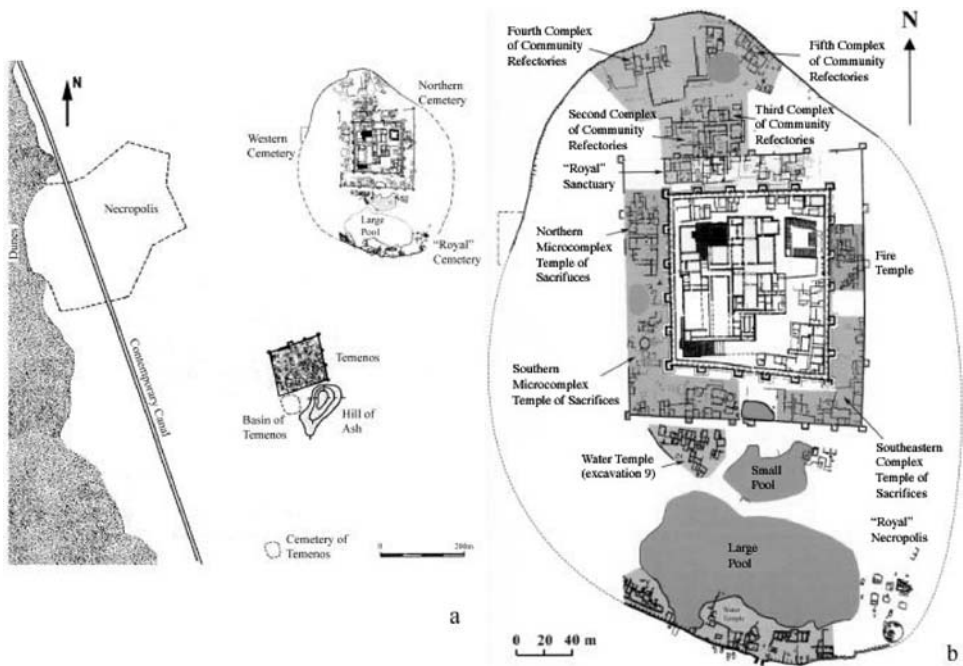 N
Northern
Cemetery
Western
Cemetery
Necropolis
Large
Pool
"Royal"
Cemetery
Dunes
Contemporary Canal
Temenos
Basin of
Temenos
Hill of
Ash
Cemetery of
Temenos
0 200m
a
N
Fourth Complex
of Community
Refectories
Fifth Complex
of Community
Refectories
Second Complex
of Community
Refectories
Third Complex
of Community
Refectories
"Royal"
Sanctuary
Northern
Microcomplex
Temple of
Sacrifuces
Fire
Temple
Southern
Microcomplex
Temple of Sacrifices
Water Temple
(excavation 9)
Small
Pool
Southeastern
Complex
Temple of
Sacrifices
"Royal"
Necropolis
Large
Pool
Water
Temple
0 20 40 m
b